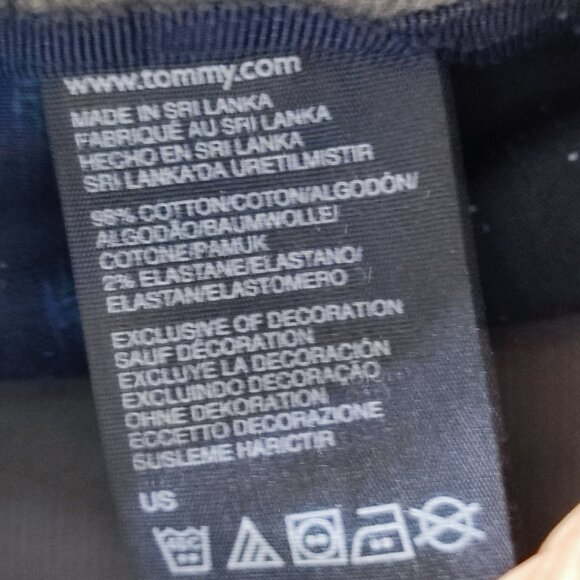 www.tommy.com
MADE IN SRI LANKA
FABRIQUÉ AU SRI LANKA
HECHO EN SRI LANKA
SRI LANKA'DA URETILMISTIR
98% COTTON/COTON/ALGODÓN/
ALGODÃO/BAUMWOLLE/
COTONE/PAMUK
2% ELASTANE/ELASTANO/
ELASTAN/ELASTOMERO
EXCLUSIVE OF DECORATION
SAUF DÉCORATION
EXCLUYE LA DECORACIÓN
EXCLUINDO DECORAÇÃO
OHNE DEKORATION
ECCETTO DECORAZIONE
SUSLEME HARICTIR
US